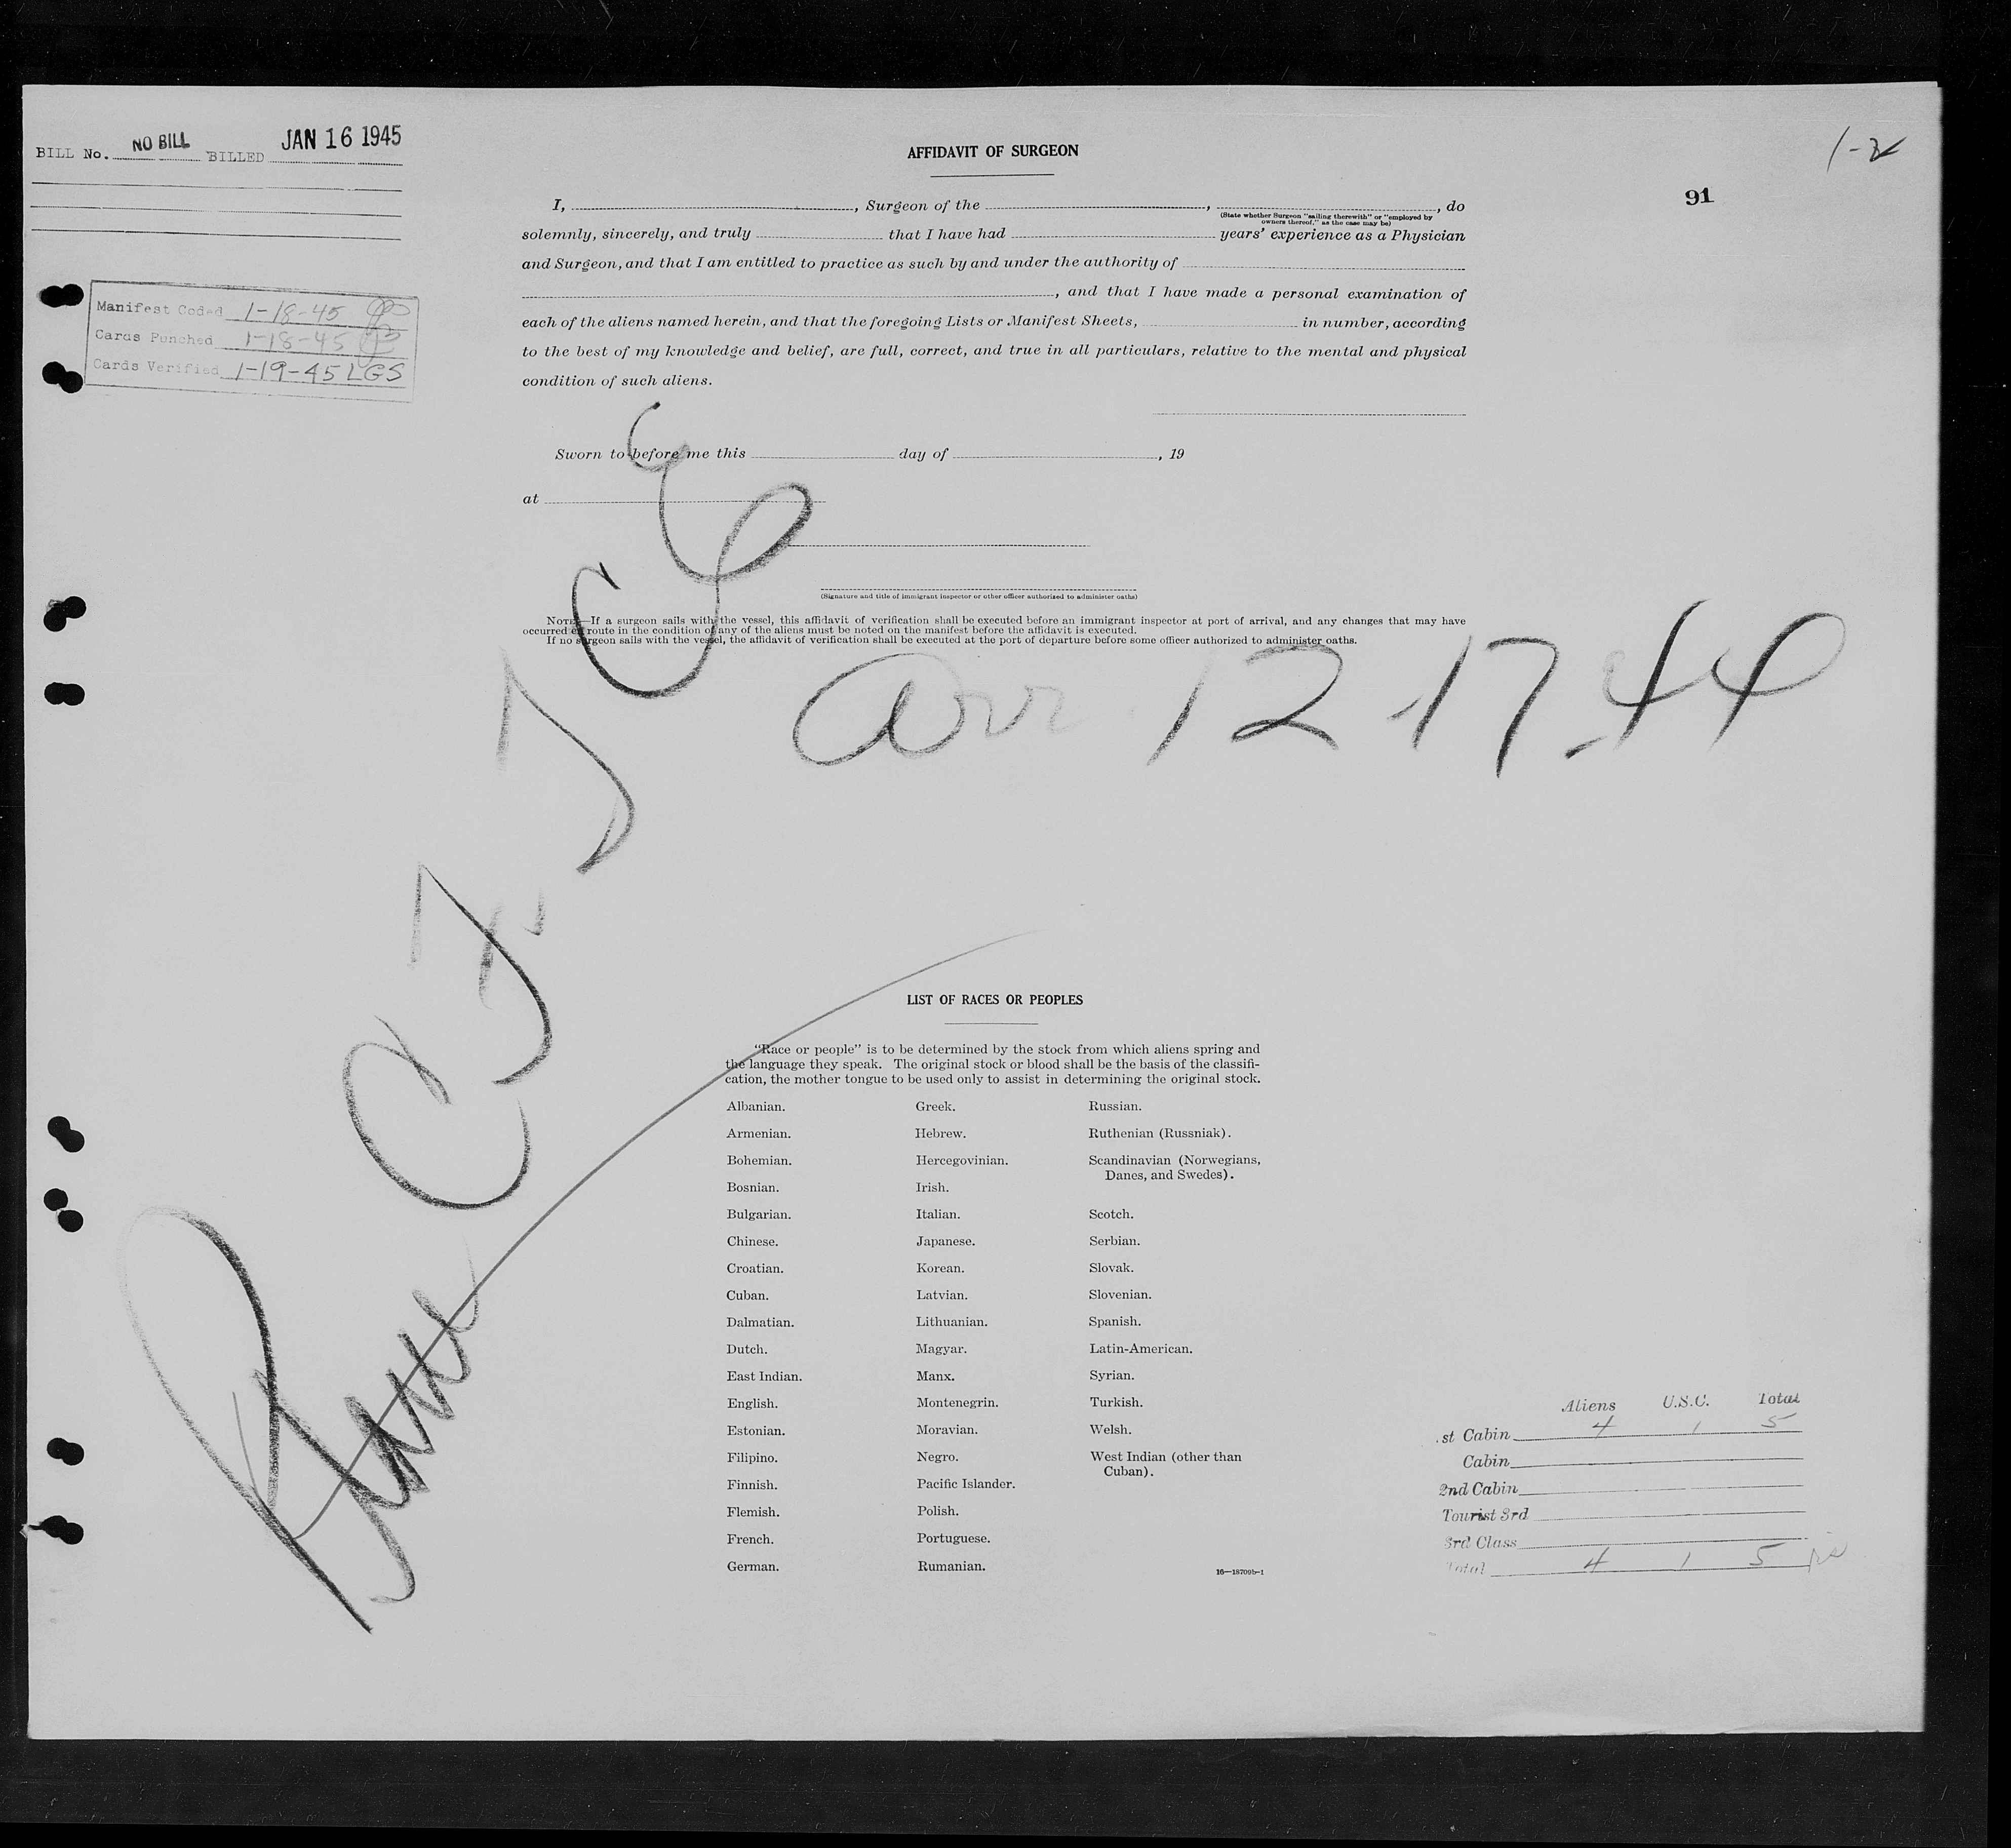 BILL No. NO BILL BILLED JAN 16 1945
1-2
91
Manifest Coded 1-18-45
Cards Punched 1-18-45
Cards Verified 1-19-45 LGS
AFFIDAVIT OF SURGEON
I, , Surgeon of the , , do
(State whether Surgeon "sailing therewith" or "employed by
owners thereof," as the case may be)
solemnly, sincerely, and truly that I have had years' experience as a Physician
and Surgeon, and that I am entitled to practice as such by and under the authority of
, and that I have made a personal examination of
each of the aliens named herein, and that the foregoing Lists or Manifest Sheets, in number, according
to the best of my knowledge and belief, are full, correct, and true in all particulars, relative to the mental and physical
condition of such aliens.
Sworn to before me this day of , 19
at
(Signature and title of immigrant inspector or other officer authorized to administer oaths)
NOTE.—If a surgeon sails with the vessel, this affidavit of verification shall be executed before an immigrant inspector at port of arrival, and any changes that may have
occurred en route in the condition of any of the aliens must be noted on the manifest before the affidavit is executed.
If no surgeon sails with the vessel, the affidavit of verification shall be executed at the port of departure before some officer authorized to administer oaths.
Arr 12-17-44
LIST OF RACES OR PEOPLES
"Race or people" is to be determined by the stock from which aliens spring and
the language they speak. The original stock or blood shall be the basis of the classifi-
cation, the mother tongue to be used only to assist in determining the original stock.
Albanian.
Armenian.
Bohemian.
Bosnian.
Bulgarian.
Chinese.
Croatian.
Cuban.
Dalmatian.
Dutch.
East Indian.
English.
Estonian.
Filipino.
Finnish.
Flemish.
French.
German.
Greek.
Hebrew.
Hercegovinian.
Irish.
Italian.
Japanese.
Korean.
Latvian.
Lithuanian.
Magyar.
Manx.
Montenegrin.
Moravian.
Negro.
Pacific Islander.
Polish.
Portuguese.
Rumanian.
Russian.
Ruthenian (Russniak).
Scandinavian (Norwegians,
Danes, and Swedes).
Scotch.
Serbian.
Slovak.
Slovenian.
Spanish.
Latin-American.
Syrian.
Turkish.
Welsh.
West Indian (other than
Cuban).
16—18709b-1
Aliens U.S.C. Total
st Cabin 4 1 5
Cabin
2nd Cabin
Tourist 3rd
3rd Class
Total 4 1 5